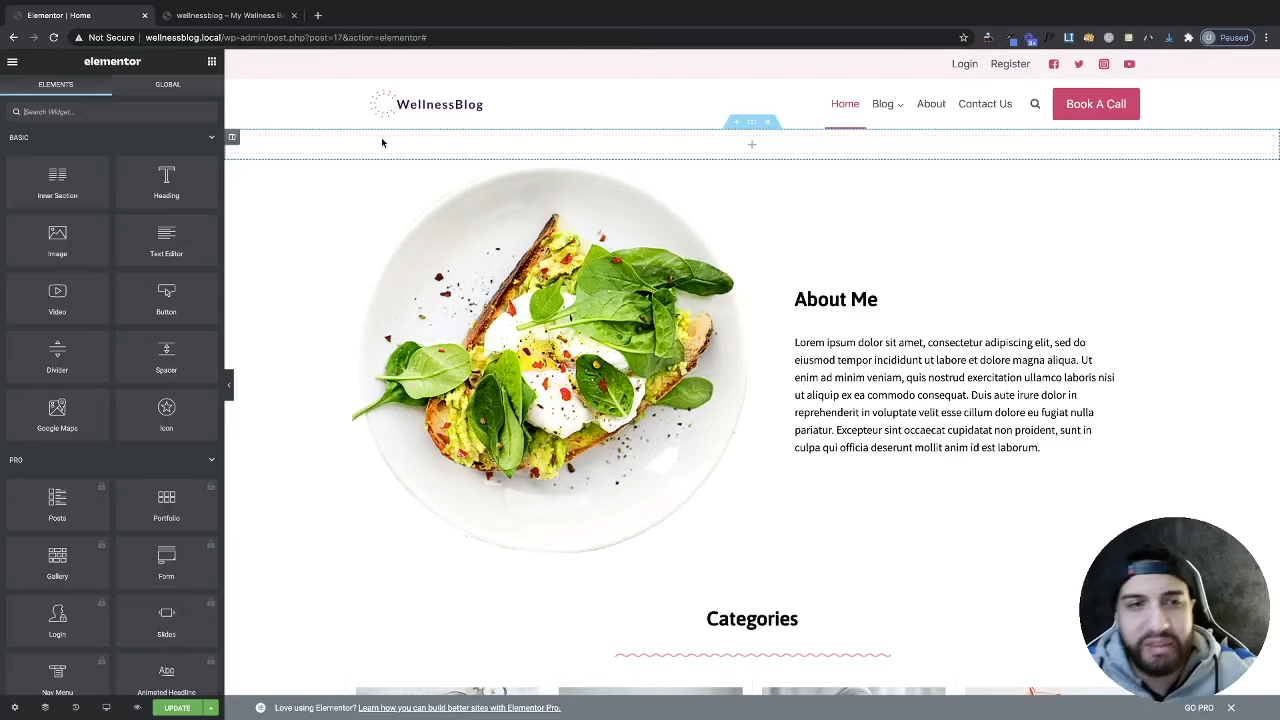 Elementor
wellnessblog – My Wellness B
Not Secure
wellnessblog.local/wp-admin/post.php?post=17&action=elementor#
Paused
elementor
ELEMENTS
GLOBAL
Search Widget...
BASIC
Inner Section
Heading
Image
Text Editor
Video
Button
Divider
Spacer
Google Maps
Icon
PRO
Posts
Portfolio
Gallery
Form
Login
Slides
Nav Menu
Abc
Animated Headline
UPDATE
Login
Register
WellnessBlog
Home
Blog
About
Contact Us
Book A Call
About Me
Lorem ipsum dolor sit amet, consectetur adipiscing elit, sed do
eiusmod tempor incididunt ut labore et dolore magna aliqua. Ut
enim ad minim veniam, quis nostrud exercitation ullamco laboris nisi
ut aliquip ex ea commodo consequat. Duis aute irure dolor in
reprehenderit in voluptate velit esse cillum dolore eu fugiat nulla
pariatur. Excepteur sint occaecat cupidatat non proident, sunt in
culpa qui officia deserunt mollit anim id est laborum.
Categories
Love using Elementor? Learn how you can build better sites with Elementor Pro.
GO PRO